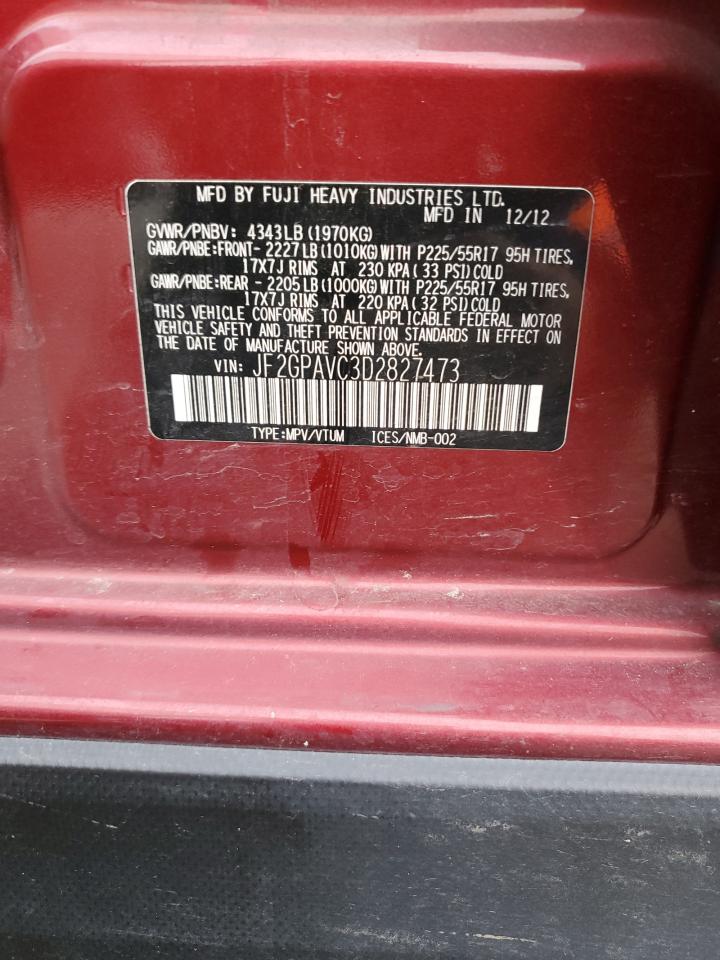 MFD BY FUJI HEAVY INDUSTRIES LTD.
MFD IN 12/12
GVWR/PNBV: 4343LB(1970KG)
GAWR/PNBE:FRONT- 2227LB(1010KG)WITH P225/55R17 95H TIRES,
17X7J RIMS AT 230 KPA(33 PSI)COLD
GAWR/PNBE:REAR - 2205LB(1000KG)WITH P225/55R17 95H TIRES,
17X7J RIMS AT 220 KPA(32 PSI)COLD
THIS VEHICLE CONFORMS TO ALL APPLICABLE FEDERAL MOTOR
VEHICLE SAFETY AND THEFT PREVENTION STANDARDS IN EFFECT ON
THE DATE OF MANUFACTURE SHOWN ABOVE.
VIN: JF2GPAVC3D2827473
TYPE:MPV/VTUM ICES/NMB-002